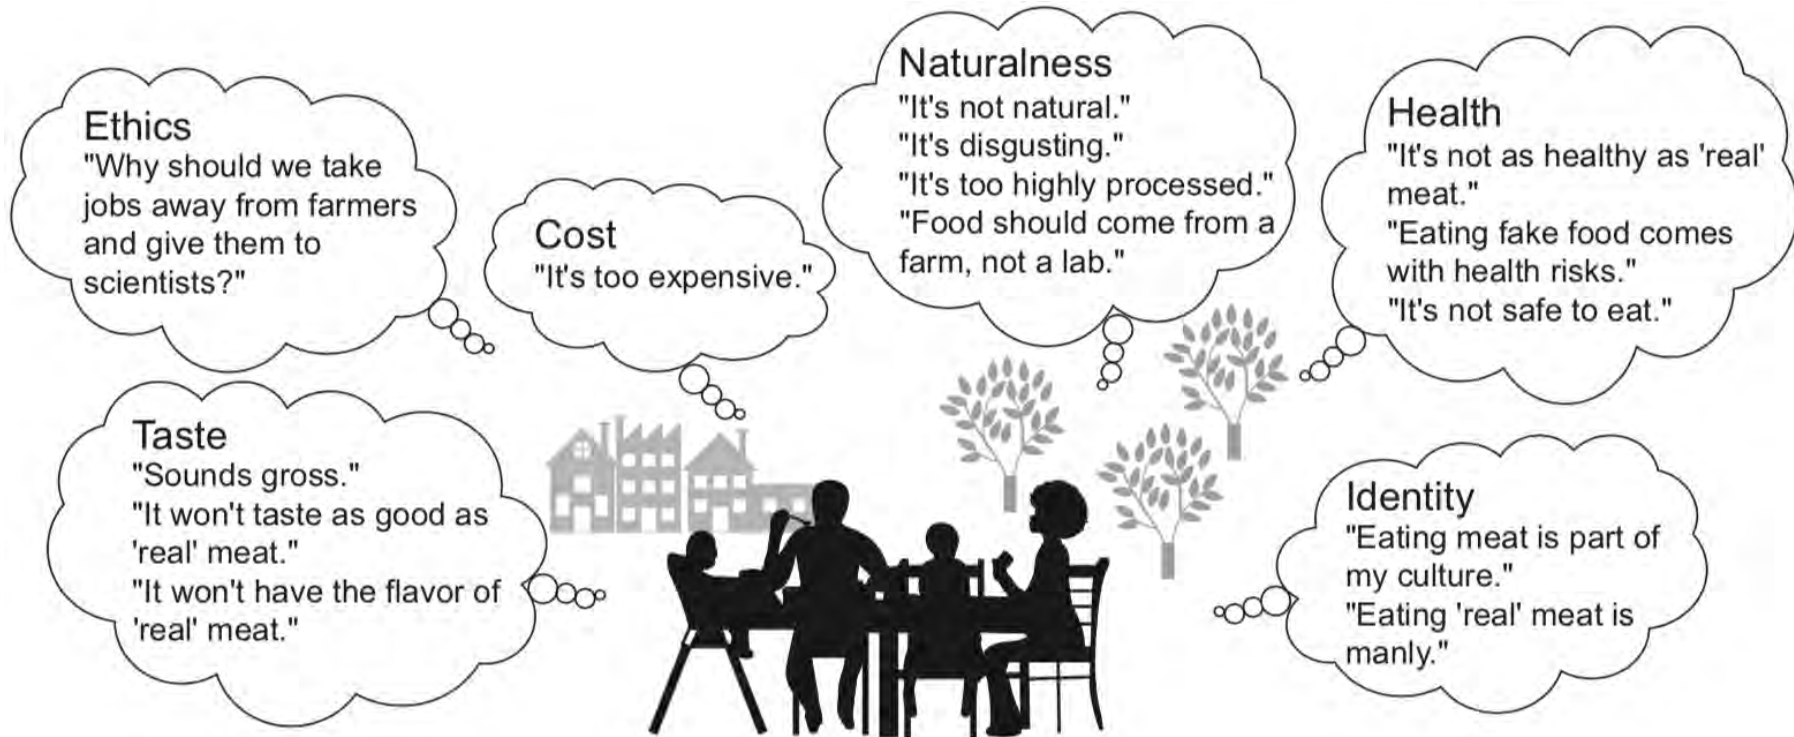 Ethics
"Why should we take
jobs away from farmers
and give them to
scientists?"
Cost
"It's too expensive."
Naturalness
"It's not natural."
"It's disgusting."
"It's too highly processed."
"Food should come from a
farm, not a lab."
Health
"It's not as healthy as 'real'
meat."
"Eating fake food comes
with health risks."
"It's not safe to eat."
Taste
"Sounds gross."
"It won't taste as good as
'real' meat."
"It won't have the flavor of
'real' meat."
Identity
"Eating meat is part of
my culture."
"Eating 'real' meat is
manly."